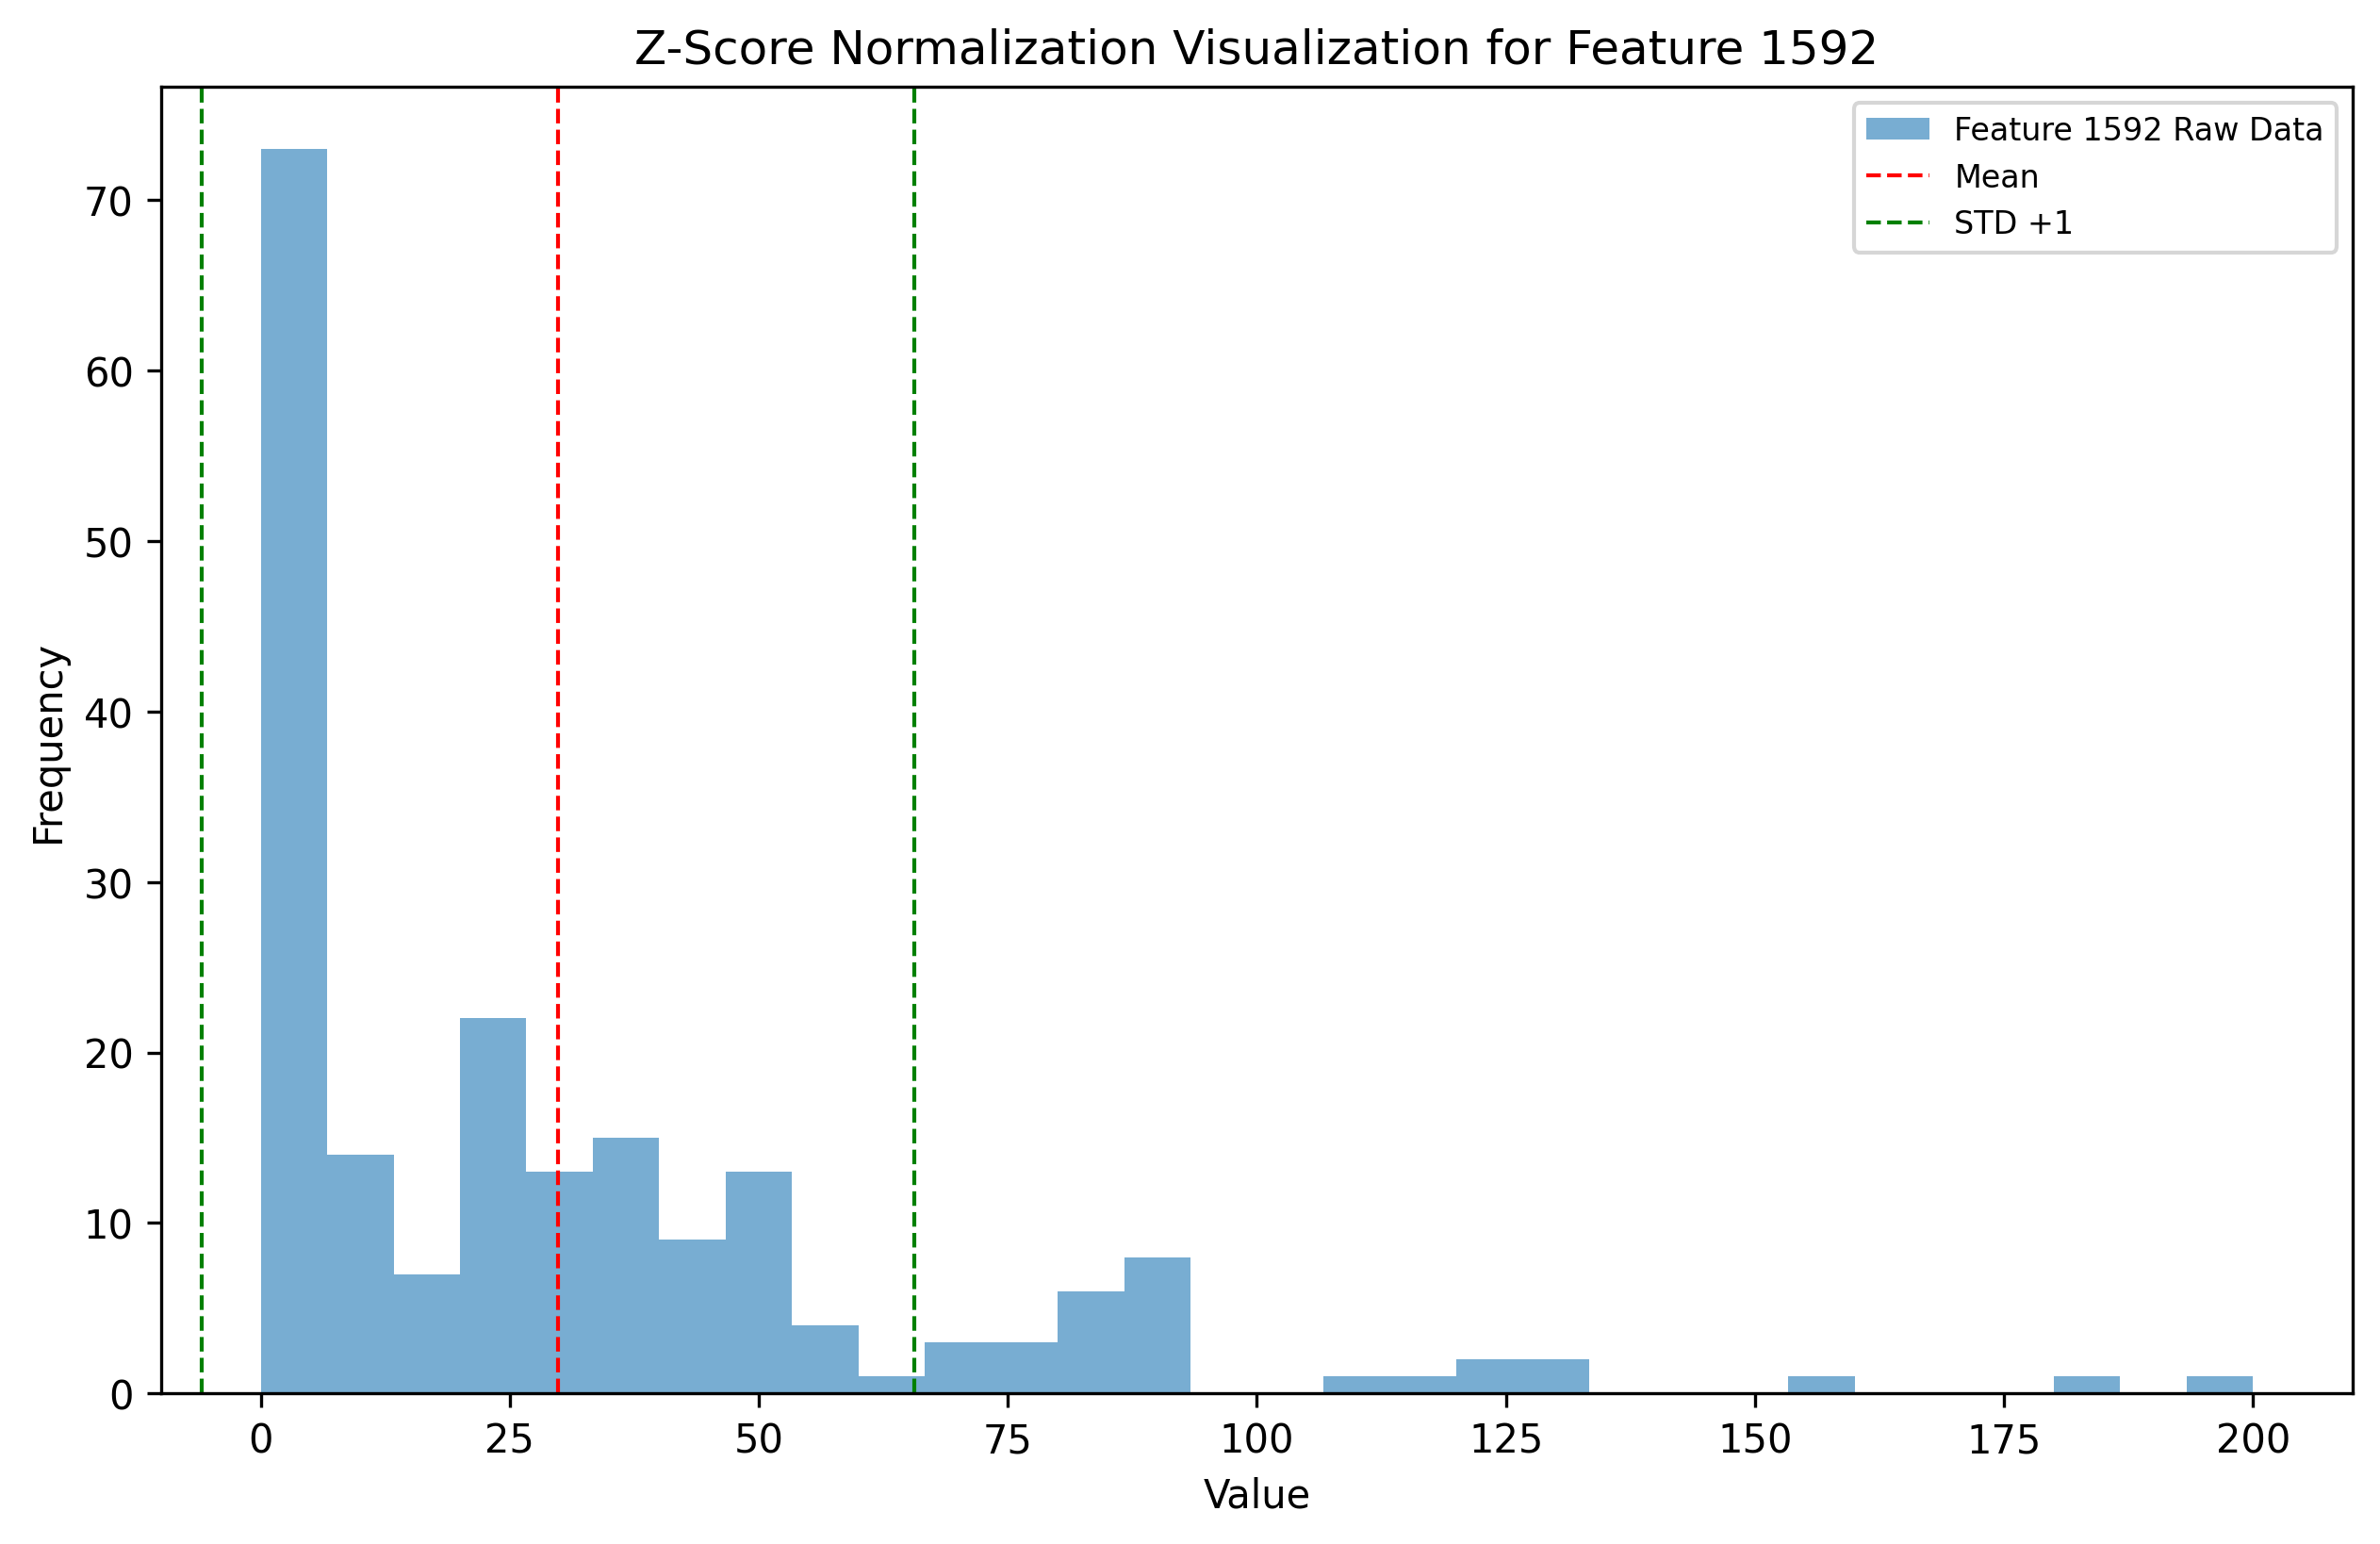 Z-Score Normalization Visualization for Feature 1592
Feature 1592 Raw Data
Mean
STD +1
Frequency
70
60
50
40
30
20
10
0
0 25 50 75 100 125 150 175 200
Value